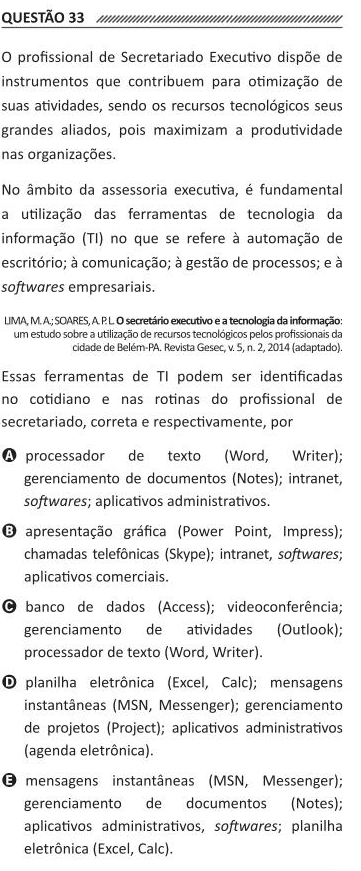 QUESTÃO 33
O profissional de Secretariado Executivo dispõe de
instrumentos que contribuem para otimização de
suas atividades, sendo os recursos tecnológicos seus
grandes aliados, pois maximizam a produtividade
nas organizações.
No âmbito da assessoria executiva, é fundamental
a utilização das ferramentas de tecnologia da
informação (TI) no que se refere à automação de
escritório; à comunicação; à gestão de processos; e à
softwares empresariais.
LIMA, M. A.; SOARES, A. P. L. O secretário executivo e a tecnologia da informação:
um estudo sobre a utilização de recursos tecnológicos pelos profissionais da
cidade de Belém-PA. Revista Gesec, v. 5, n. 2, 2014 (adaptado).
Essas ferramentas de TI podem ser identificadas
no cotidiano e nas rotinas do profissional de
secretariado, correta e respectivamente, por
A processador de texto (Word, Writer);
gerenciamento de documentos (Notes); intranet,
softwares; aplicativos administrativos.
B apresentação gráfica (Power Point, Impress);
chamadas telefônicas (Skype); intranet, softwares;
aplicativos comerciais.
C banco de dados (Access); videoconferência;
gerenciamento de atividades (Outlook);
processador de texto (Word, Writer).
D planilha eletrônica (Excel, Calc); mensagens
instantâneas (MSN, Messenger); gerenciamento
de projetos (Project); aplicativos administrativos
(agenda eletrônica).
E mensagens instantâneas (MSN, Messenger);
gerenciamento de documentos (Notes);
aplicativos administrativos, softwares; planilha
eletrônica (Excel, Calc).